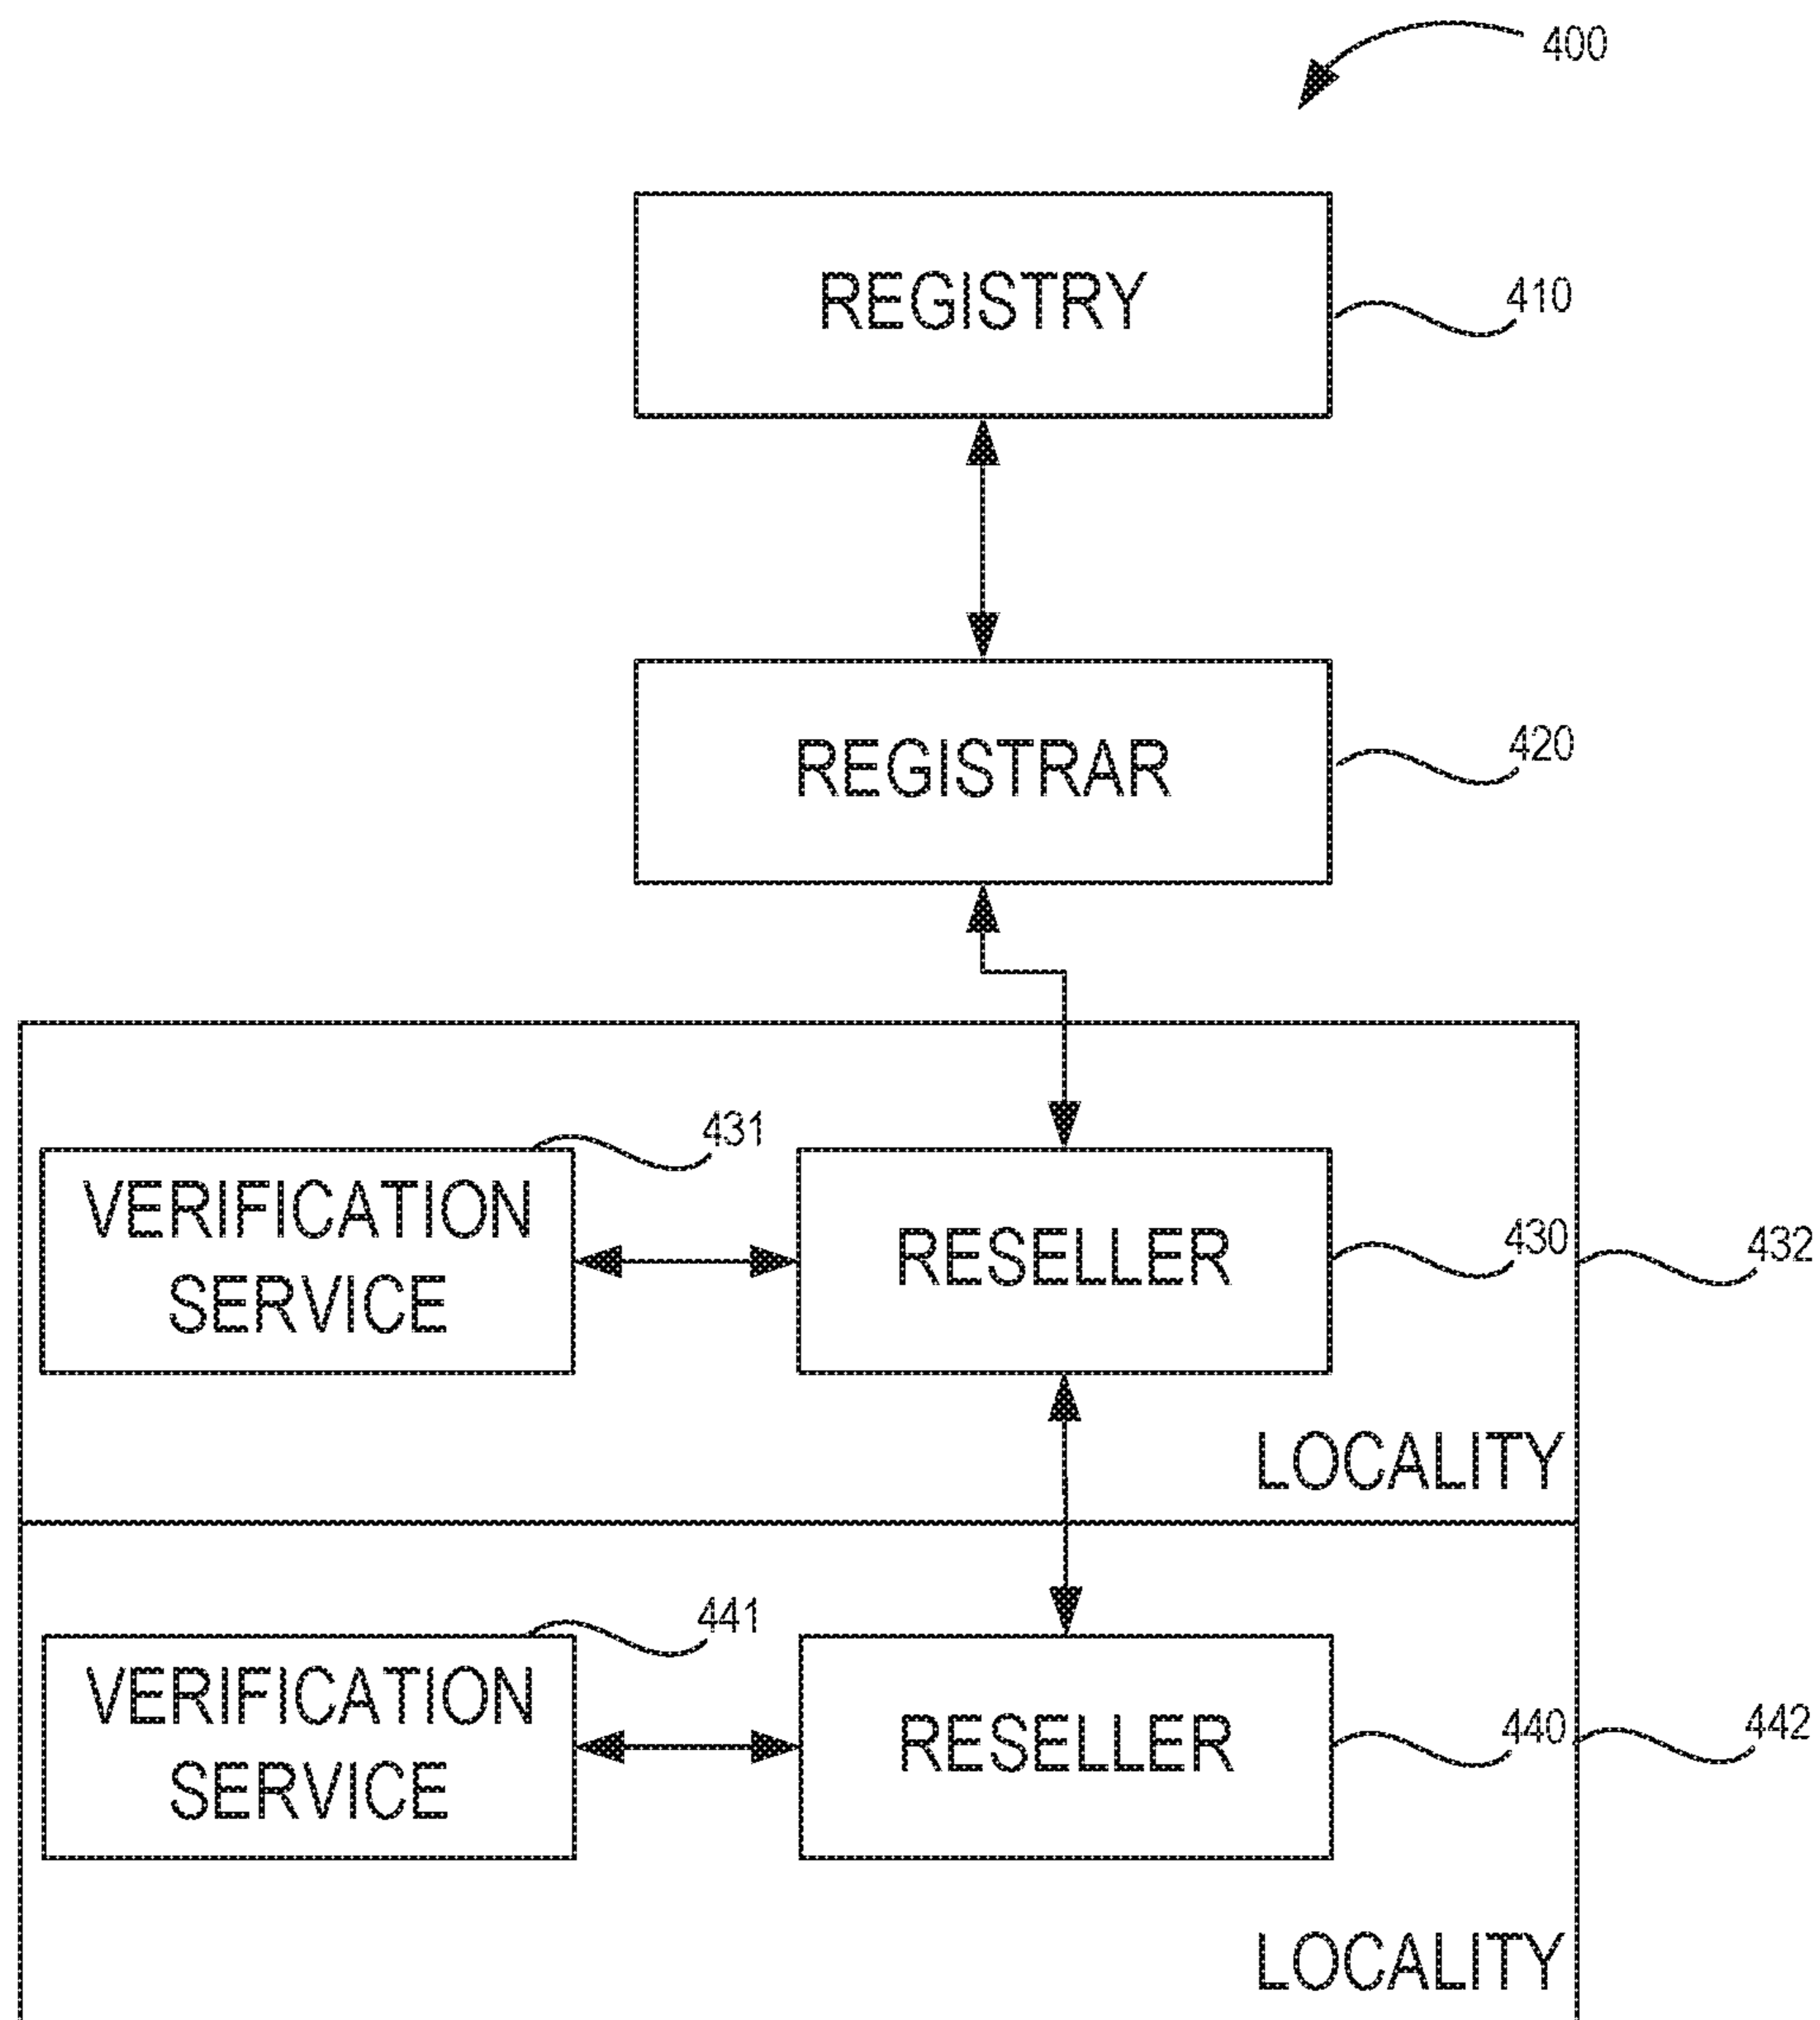 400
REGISTRY
410
REGISTRAR
420
431
VERIFICATION
SERVICE
RESELLER
430
432
LOCALITY
441
VERIFICATION
SERVICE
RESELLER
440
442
LOCALITY